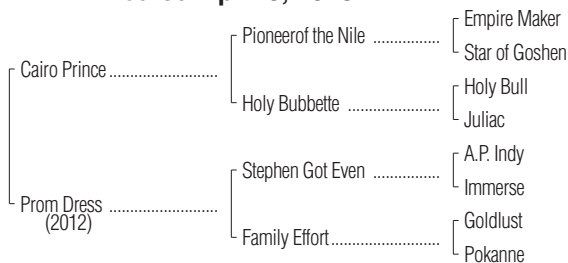 Empire Maker
Pioneerof the Nile ................
Star of Goshen
Cairo Prince ..........................
Holy Bull
Holy Bubbette ......................
Juliac
A.P. Indy
Stephen Got Even ................
Immerse
Prom Dress ..........................
(2012)
Goldlust
Family Effort..........................
Pokanne